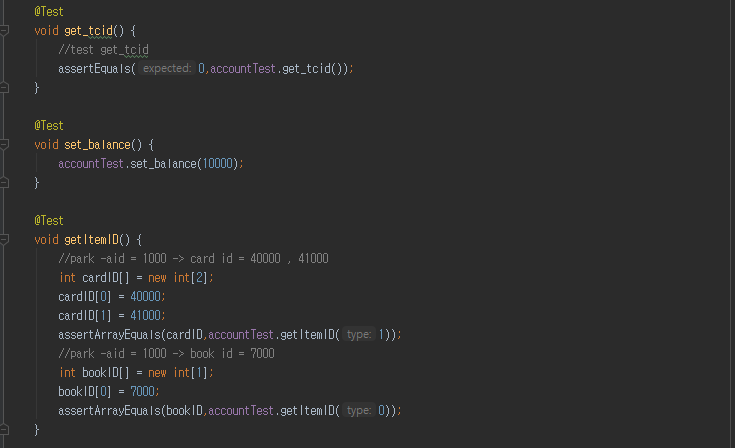 @Test
void get_tcid() {
//test get_tcid
assertEquals( expected: 0,accountTest.get_tcid());
}
@Test
void set_balance() {
accountTest.set_balance(10000);
}
@Test
void getItemID() {
//park -aid = 1000 -> card id = 40000 , 41000
int cardID[] = new int[2];
cardID[0] = 40000;
cardID[1] = 41000;
assertArrayEquals(cardID,accountTest.getItemID( type: 1));
//park -aid = 1000 -> book id = 7000
int bookID[] = new int[1];
bookID[0] = 7000;
assertArrayEquals(bookID,accountTest.getItemID( type: 0));
}